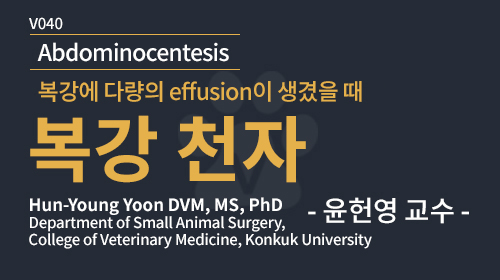 V040
Abdominocentesis
복강에 다량의 effusion이 생겼을 때
복강 천자
Hun-Young Yoon DVM, MS, PhD
Department of Small Animal Surgery,
College of Veterinary Medicine, Konkuk University
- 윤헌영 교수 -